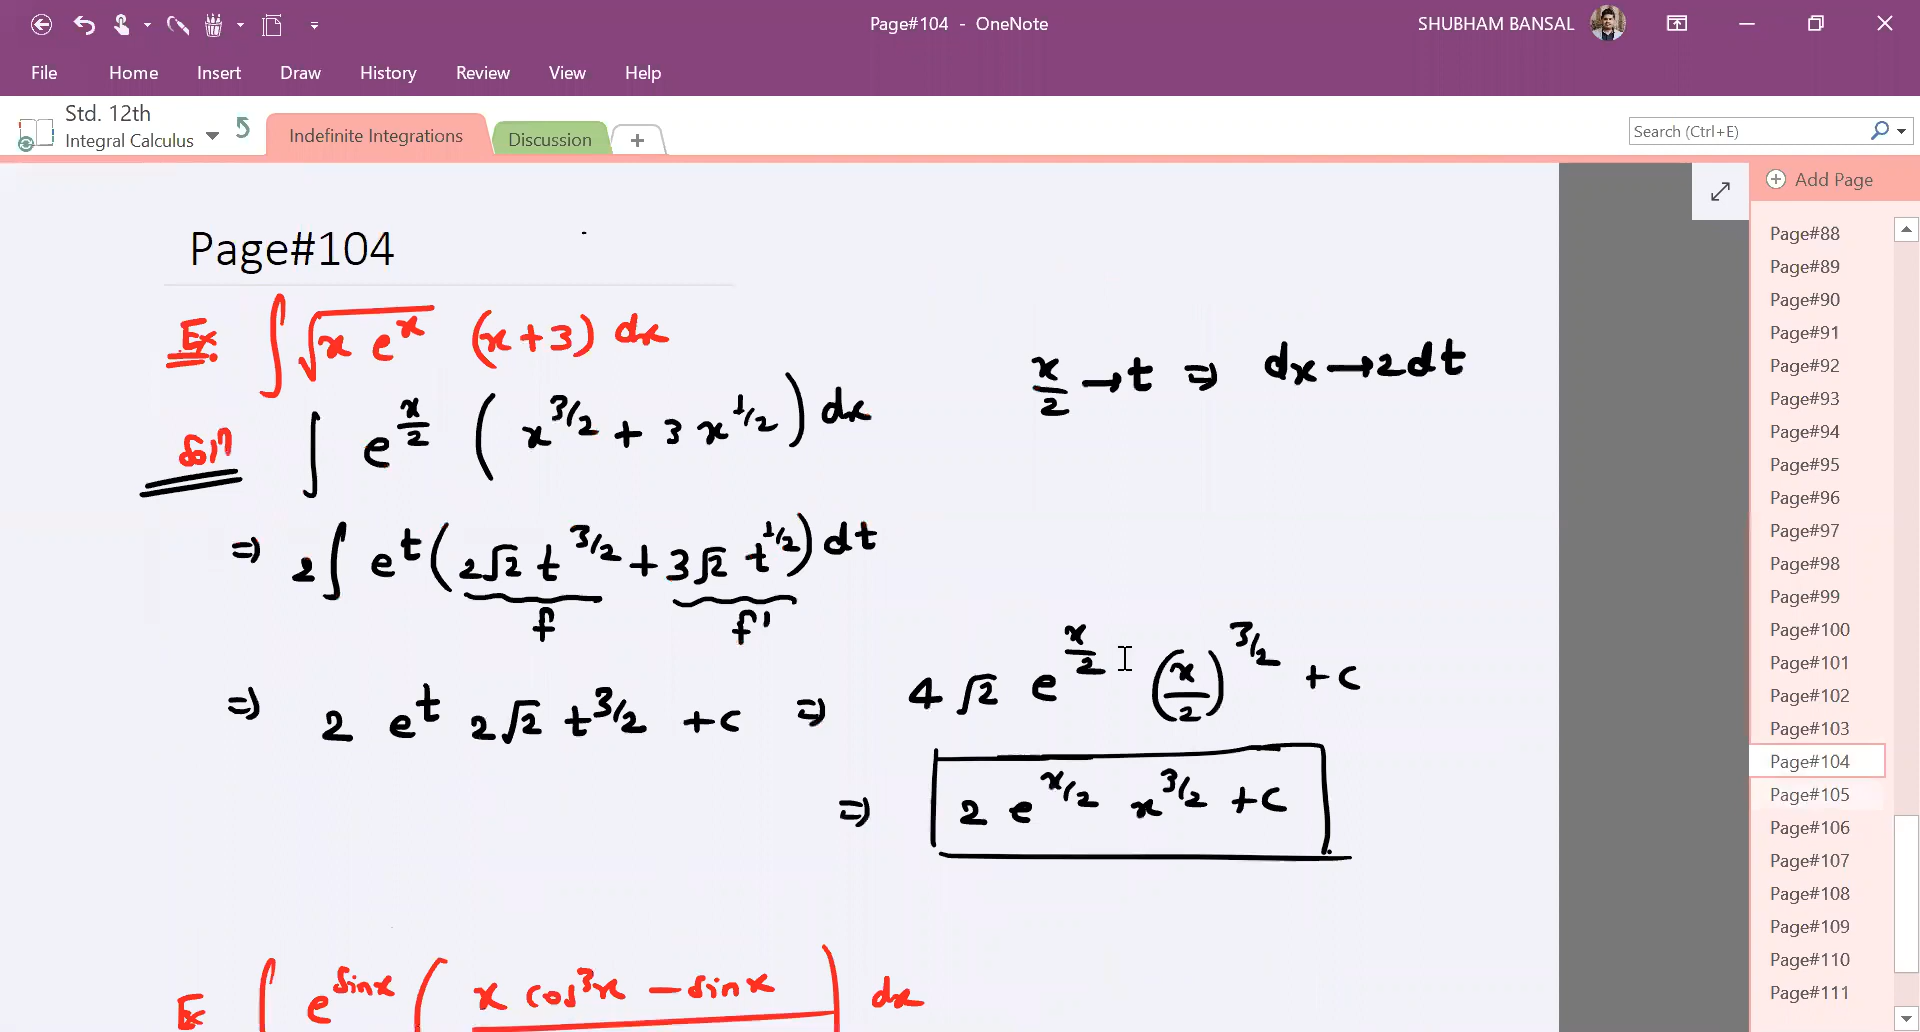 Page#104 - OneNote
SHUBHAM BANSAL
File Home Insert Draw History Review View Help
Std. 12th
Integral Calculus
Indefinite Integrations
Discussion
+
Search (Ctrl+E)
Add Page
Page#88
Page#89
Page#90
Page#91
Page#92
Page#93
Page#94
Page#95
Page#96
Page#97
Page#98
Page#99
Page#100
Page#101
Page#102
Page#103
Page#104
Page#105
Page#106
Page#107
Page#108
Page#109
Page#110
Page#111
Page#104
Ex. ∫ √(x e^x) (x+3) dx
x/2 → t ⇒ dx → 2dt
Solⁿ ∫ e^(x/2) (x^(3/2) + 3 x^(1/2)) dx
⇒ 2 ∫ e^t (2√2 t^(3/2) + 3√2 t^(1/2)) dt
f f'
⇒ 2 e^t 2√2 t^(3/2) + c ⇒ 4 √2 e^(x/2) (x/2)^(3/2) + c
⇒ 2 e^(x/2) x^(3/2) + c
Ex ∫ e^(sinx) ( x cos³x - sinx ) dx